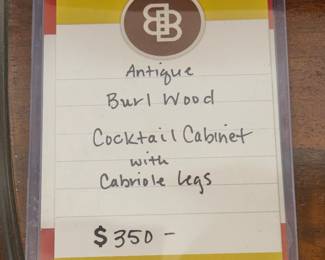 BB
Antique
Burl Wood
Cocktail Cabinet
with
Cabriole Legs
$350-